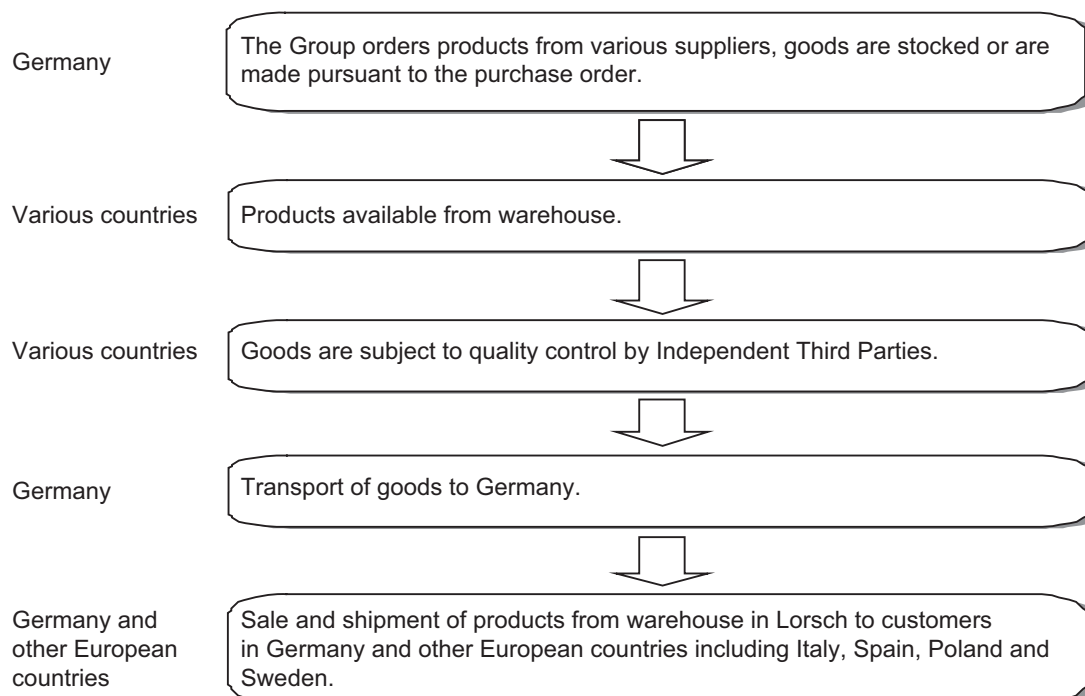 Germany
The Group orders products from various suppliers, goods are stocked or are
made pursuant to the purchase order.
Various countries
Products available from warehouse.
Various countries
Goods are subject to quality control by Independent Third Parties.
Germany
Transport of goods to Germany.
Germany and
other European
countries
Sale and shipment of products from warehouse in Lorsch to customers
in Germany and other European countries including Italy, Spain, Poland and
Sweden.